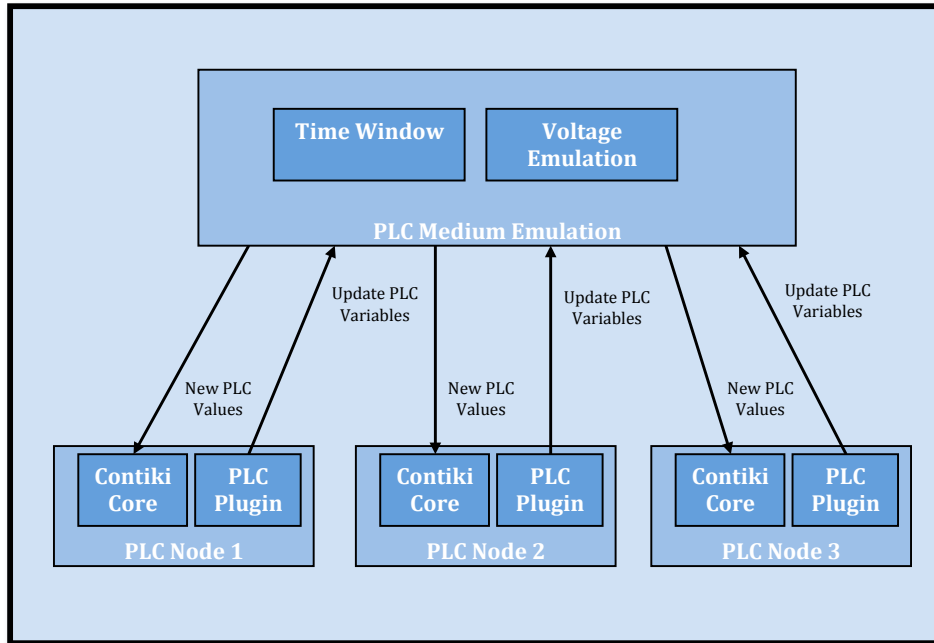 Time Window
Voltage
Emulation
PLC Medium Emulation
Update PLC
Variables
Update PLC
Variables
Update PLC
Variables
New PLC
Values
New PLC
Values
New PLC
Values
Contiki
Core
PLC
Plugin
PLC Node 1
Contiki
Core
PLC
Plugin
PLC Node 2
Contiki
Core
PLC
Plugin
PLC Node 3